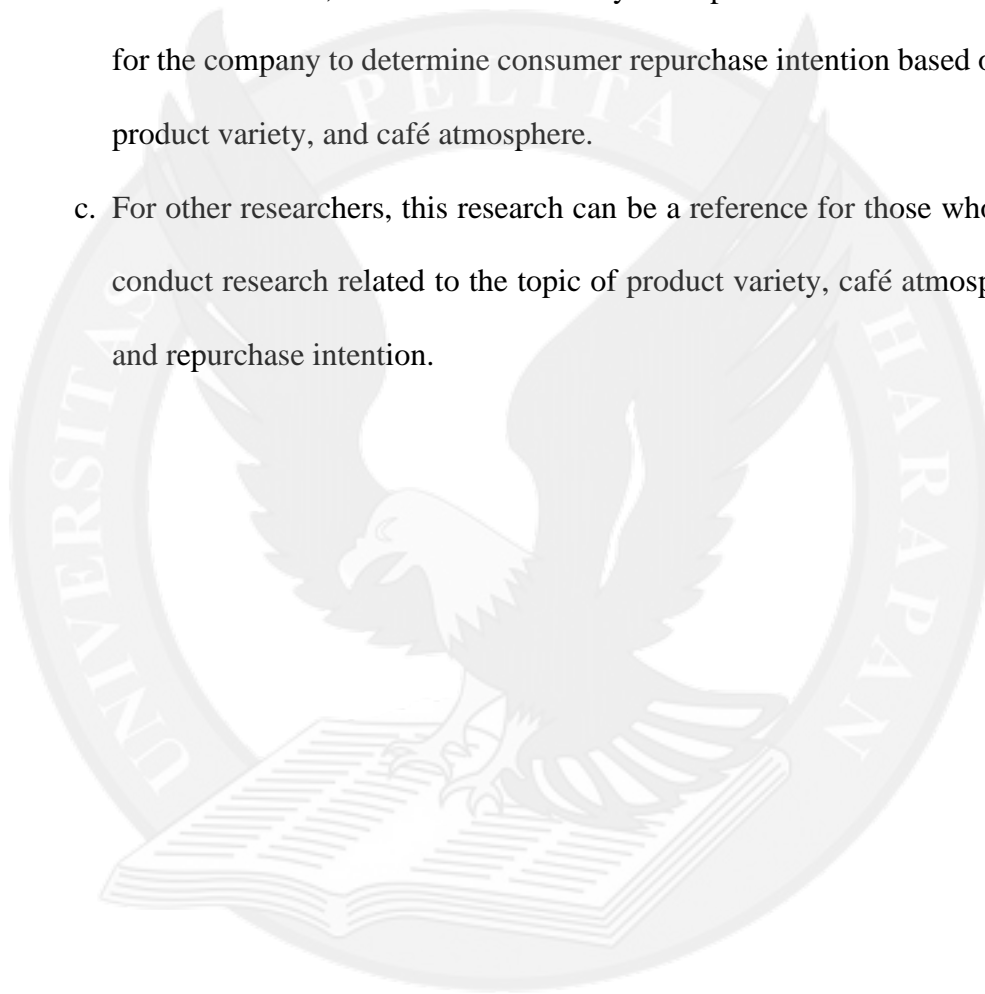 for the company to determine consumer repurchase intention based
product variety, and café atmosphere.
c. For other researchers, this research can be a reference for those
conduct research related to the topic of product variety, café
and repurchase intention.
UNIVERSITAS PELITA HARAPAN